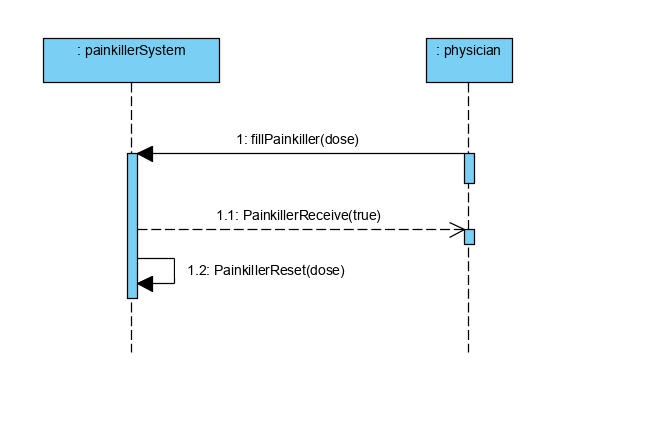 : painkillerSystem
: physician
1: fillPainkiller(dose)
1.1: PainkillerReceive(true)
1.2: PainkillerReset(dose)